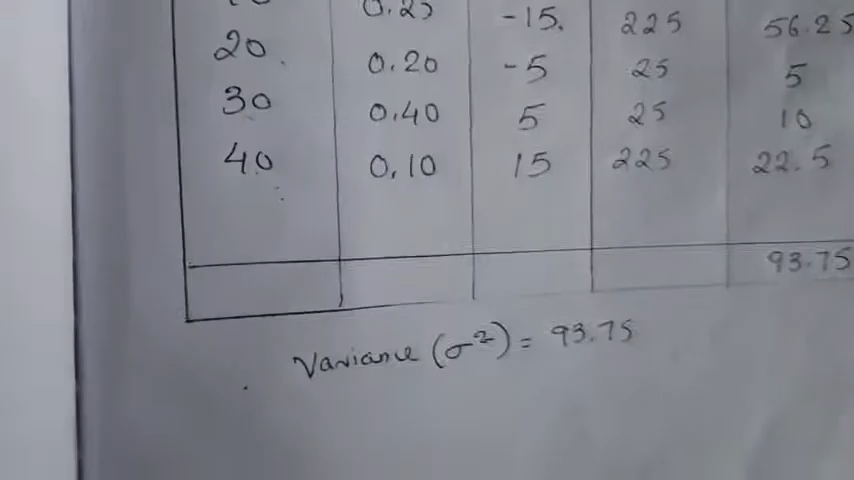 0.25 -15. 225 56.25
20 0.20 -5 25 5
30 0.40 5 25 10
40 0.10 15 225 22.5
93.75
Variance (σ²) = 93.75